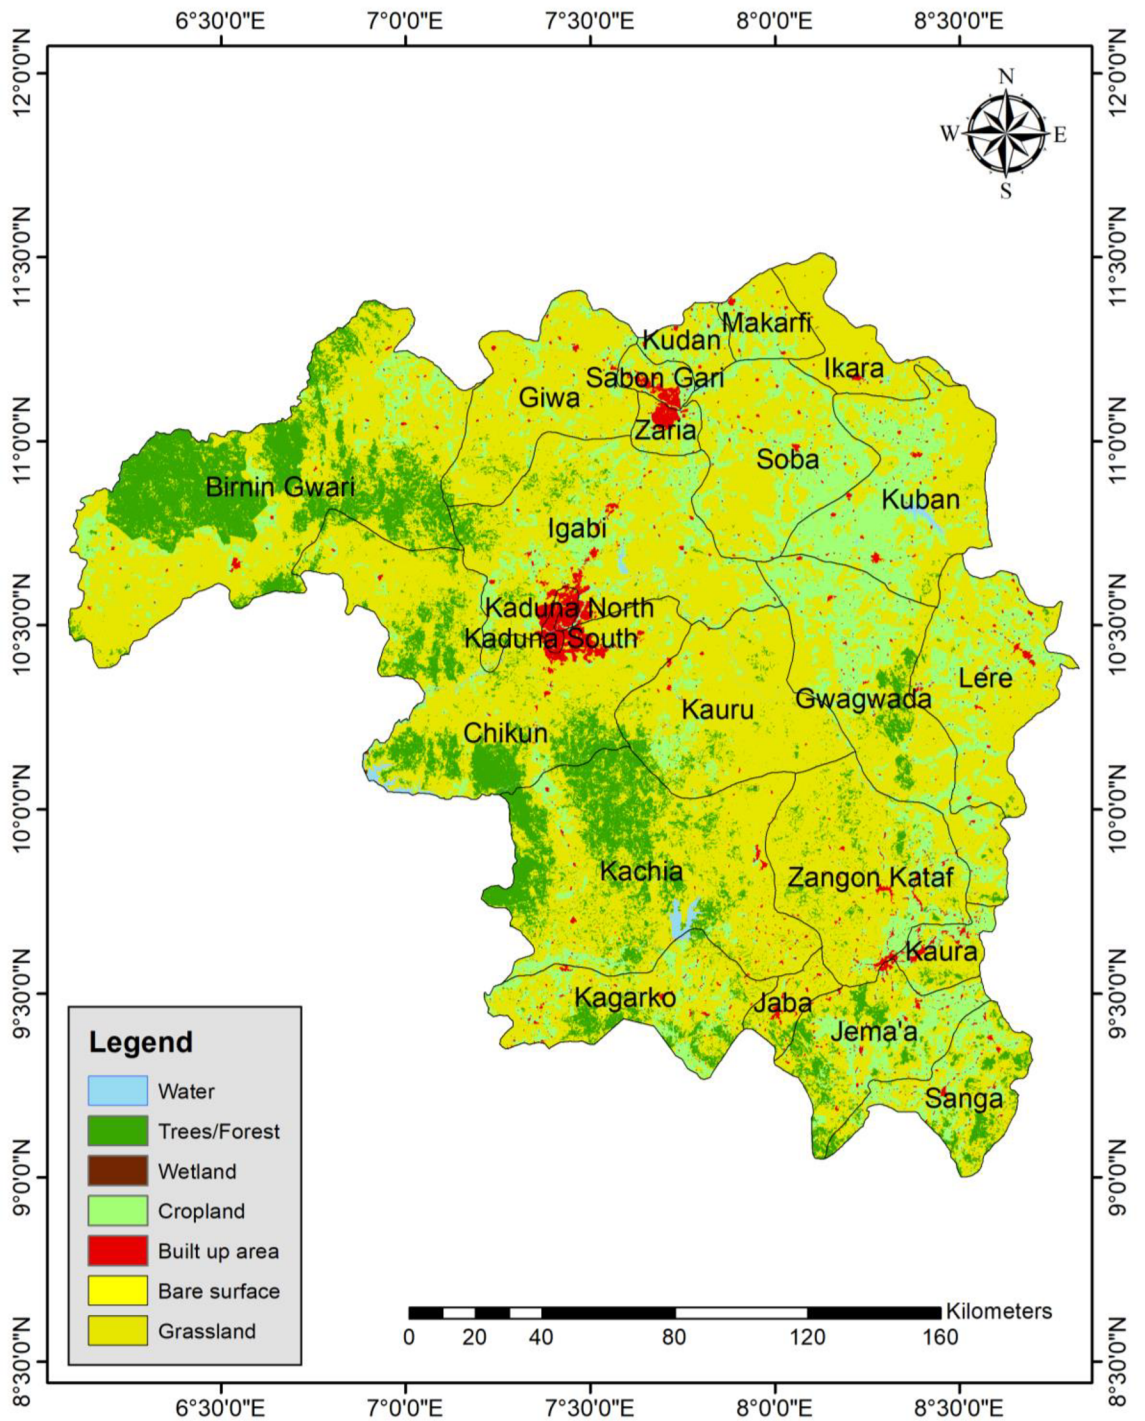 6°30'0"E 7°0'0"E 7°30'0"E 8°0'0"E 8°30'0"E
12°0'0"N 12°0'0"N
N
W E
S
11°30'0"N 11°30'0"N
Makarfi
Kudan
Ikara
Sabon Gari
Giwa
Zaria
11°0'0"N 11°0'0"N
Soba
Birnin Gwari
Kuban
Igabi
Kaduna North
10°30'0"N 10°30'0"N
Kaduna South
Lere
Gwagwada
Kauru
Chikun
10°0'0"N 10°0'0"N
Kachia
Zangon Kataf
Kaura
9°30'0"N 9°30'0"N
Kagarko
Jaba
Jema'a
Sanga
Legend
Water
Trees/Forest
Wetland
Cropland
Built up area
Bare surface
Grassland
9°0'0"N 9°0'0"N
Kilometers
0 20 40 80 120 160
8°30'0"N 8°30'0"N
6°30'0"E 7°0'0"E 7°30'0"E 8°0'0"E 8°30'0"E